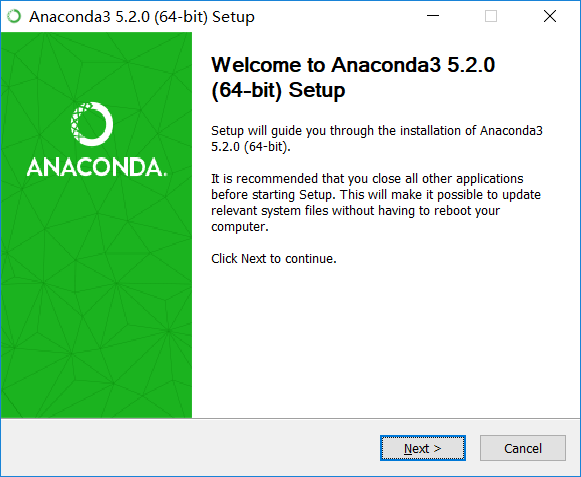 Anaconda3 5.2.0 (64-bit) Setup
Welcome to Anaconda3 5.2.0
(64-bit) Setup
ANACONDA.
Setup will guide you through the installation of Anaconda3
5.2.0 (64-bit).
It is recommended that you close all other applications
before starting Setup. This will make it possible to update
relevant system files without having to reboot your
computer.
Click Next to continue.
Next >
Cancel